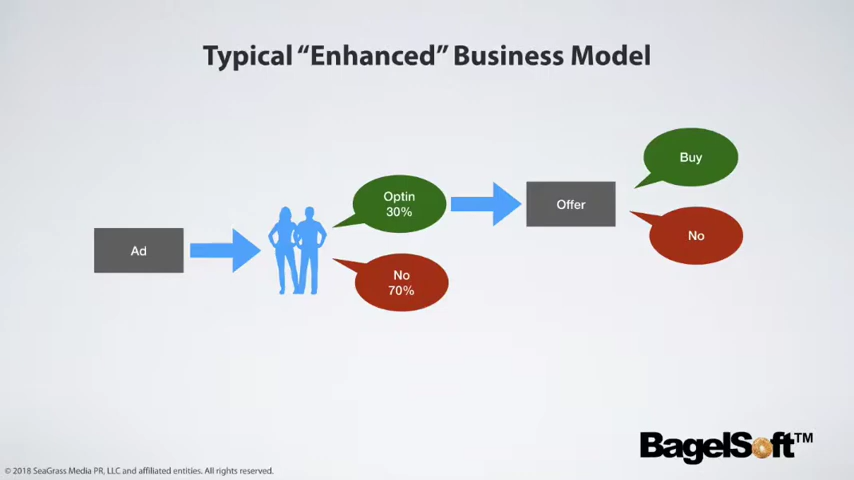 Typical “Enhanced” Business Model
Buy
Optin
30%
Offer
No
Ad
No
70%
BagelSoft™
© 2018 SeaGrass Media PR, LLC and affiliated entities. All rights reserved.